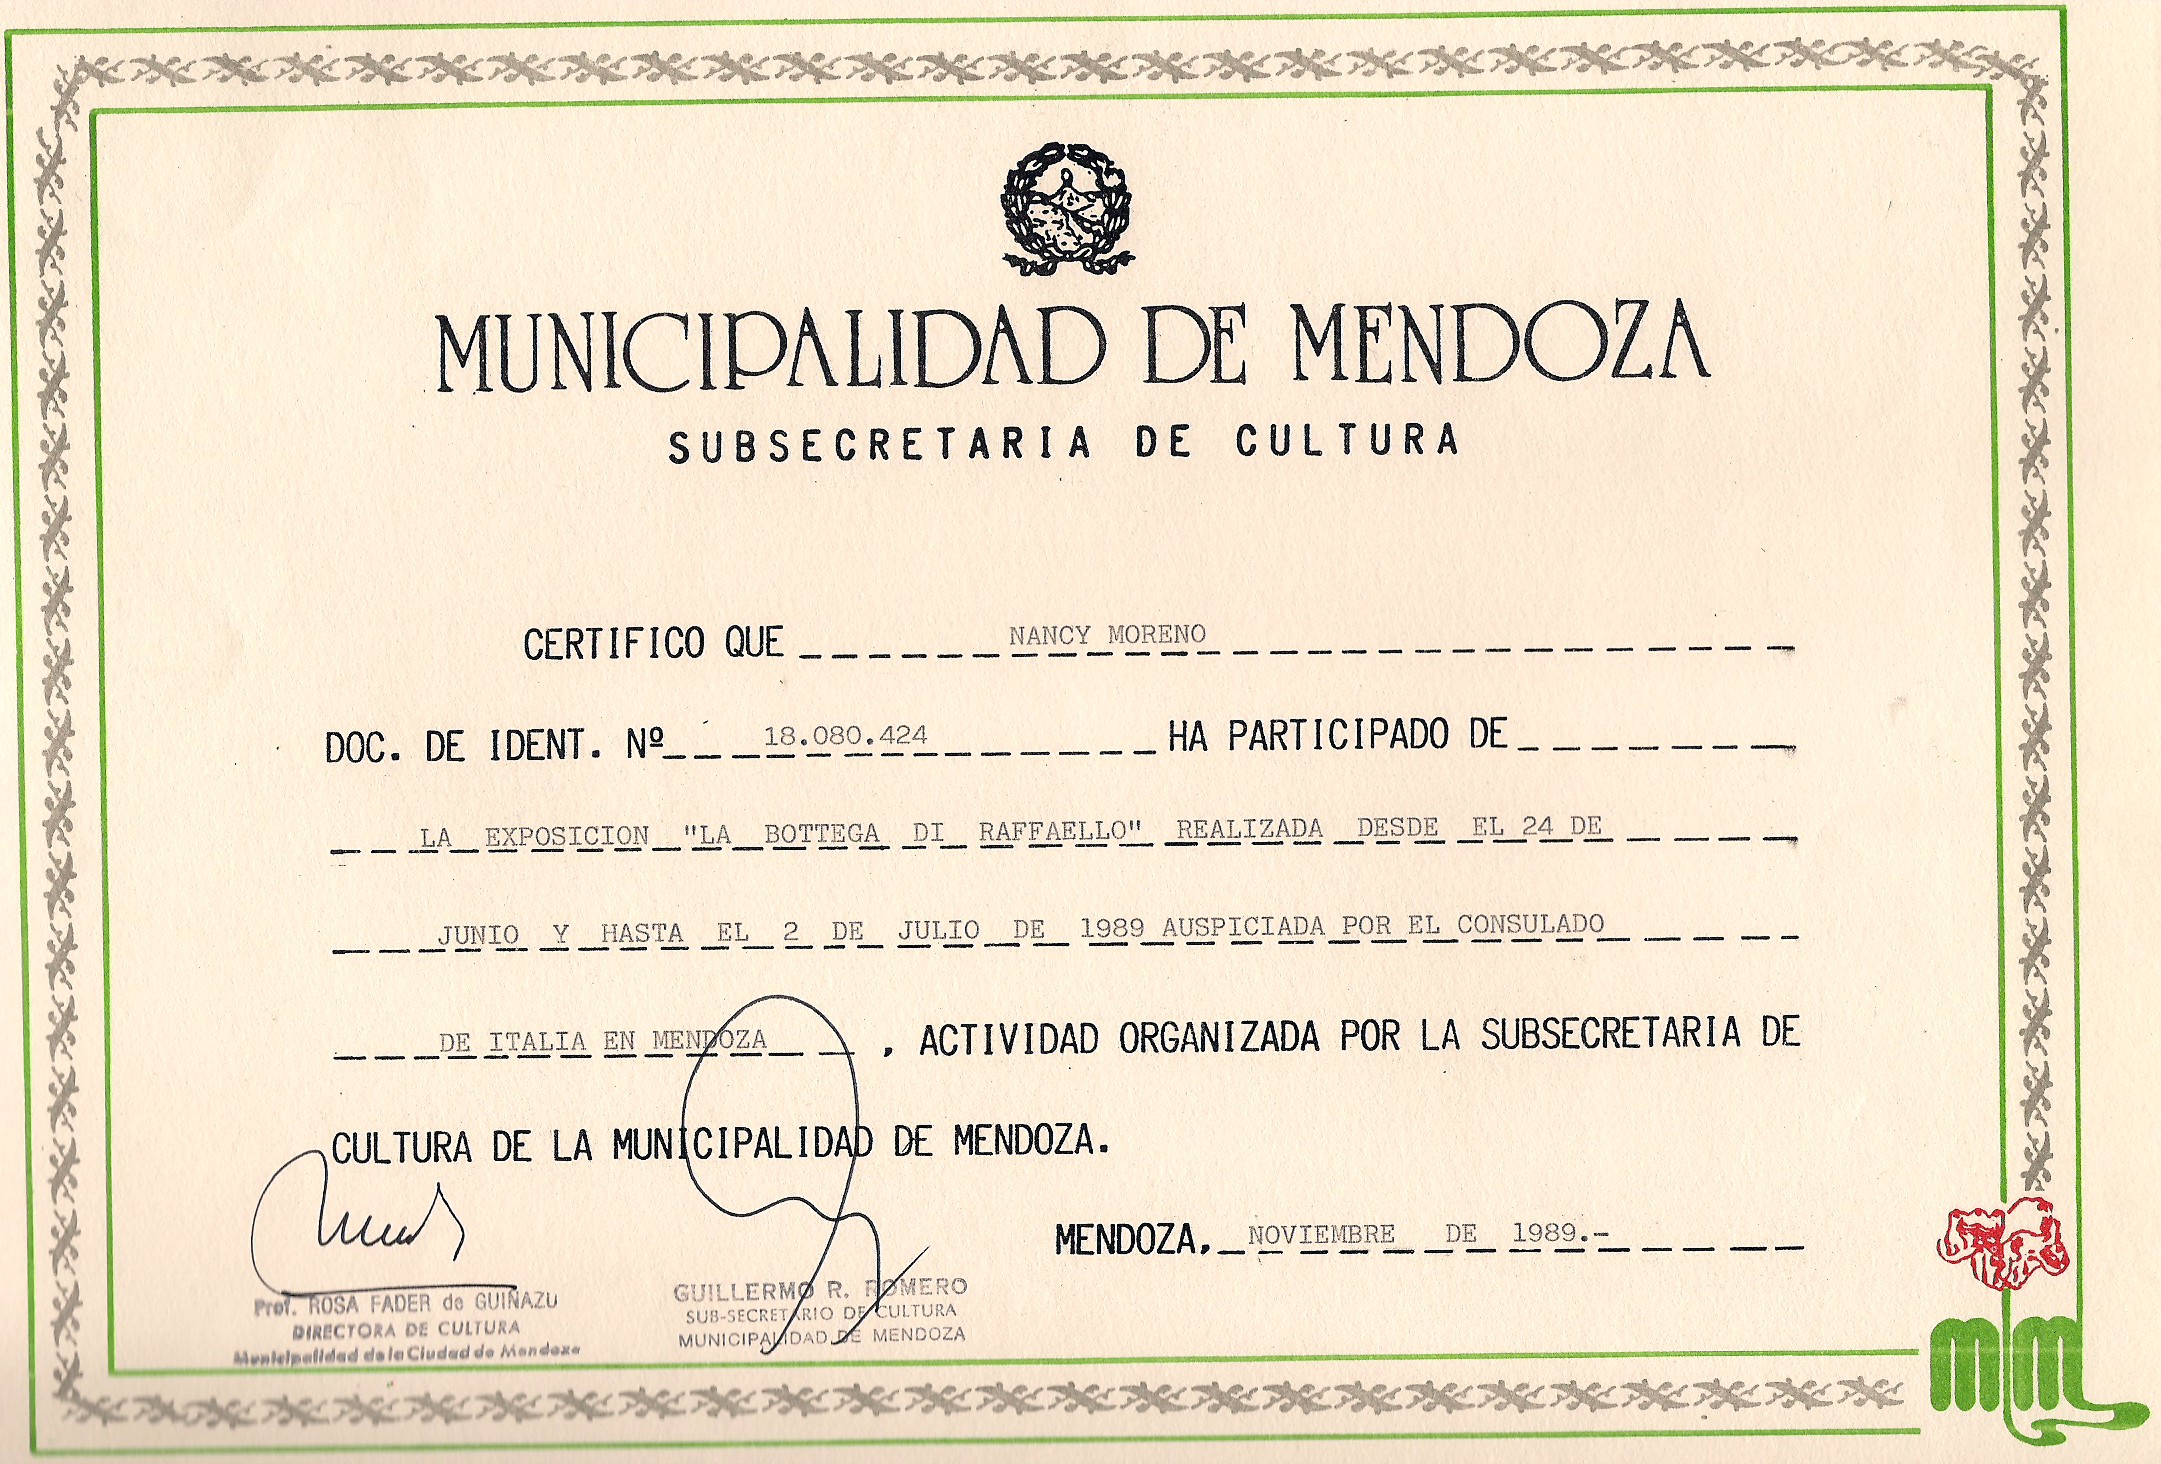 MUNICIPALIDAD DE MENDOZA
SUBSECRETARIA DE CULTURA
CERTIFICO QUE NANCY MORENO
DOC. DE IDENT. Nº 18.080.424 HA PARTICIPADO DE
LA EXPOSICION "LA BOTTEGA DI RAFFAELLO" REALIZADA DESDE EL 24 DE
JUNIO Y HASTA EL 2 DE JULIO DE 1989 AUSPICIADA POR EL CONSULADO
DE ITALIA EN MENDOZA , ACTIVIDAD ORGANIZADA POR LA SUBSECRETARIA DE
CULTURA DE LA MUNICIPALIDAD DE MENDOZA.
MENDOZA, NOVIEMBRE DE 1989.-
Prof. ROSA FADER de GUIÑAZU
DIRECTORA DE CULTURA
Municipalidad de la Ciudad de Mendoza
GUILLERMO R. ROMERO
SUB-SECRETARIO DE CULTURA
MUNICIPALIDAD DE MENDOZA
mm